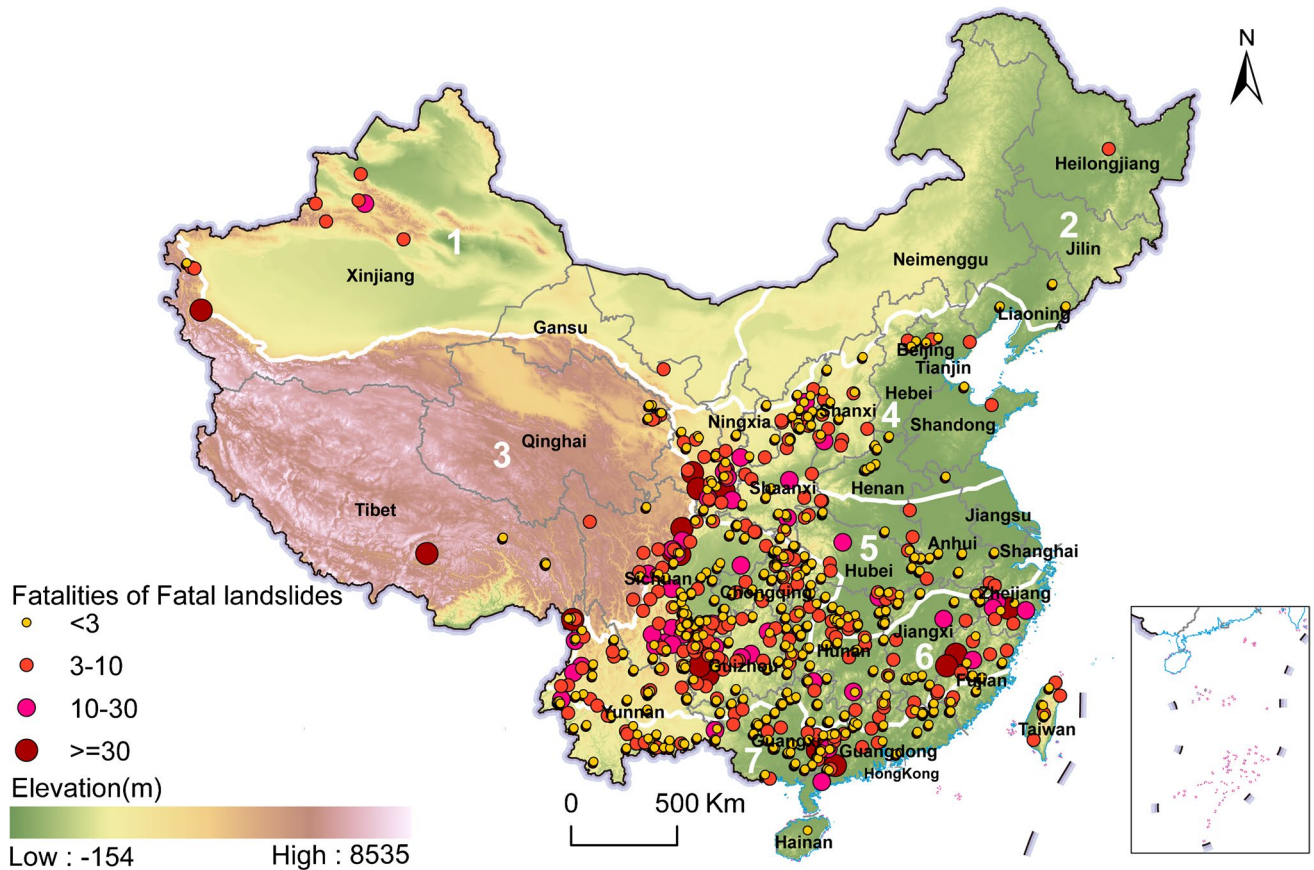 N
Heilongjiang
2
Jilin
1
Neimenggu
Xinjiang
Liaoning
Gansu
Beijing
Tianjin
Hebei
Shanxi
4
Ningxia
Shandong
Qinghai
3
Shaanxi
Henan
Tibet
Jiangsu
5
Anhui
Shanghai
Hubei
Sichuan
Chongqing
Zhejiang
Jiangxi
Hunan
6
Guizhou
Fujian
Yunnan
Taiwan
Guangxi
Guangdong
7
HongKong
Hainan
Fatalities of Fatal landslides
<3
3-10
10-30
>=30
Elevation(m)
Low : -154
High : 8535
0
500 Km